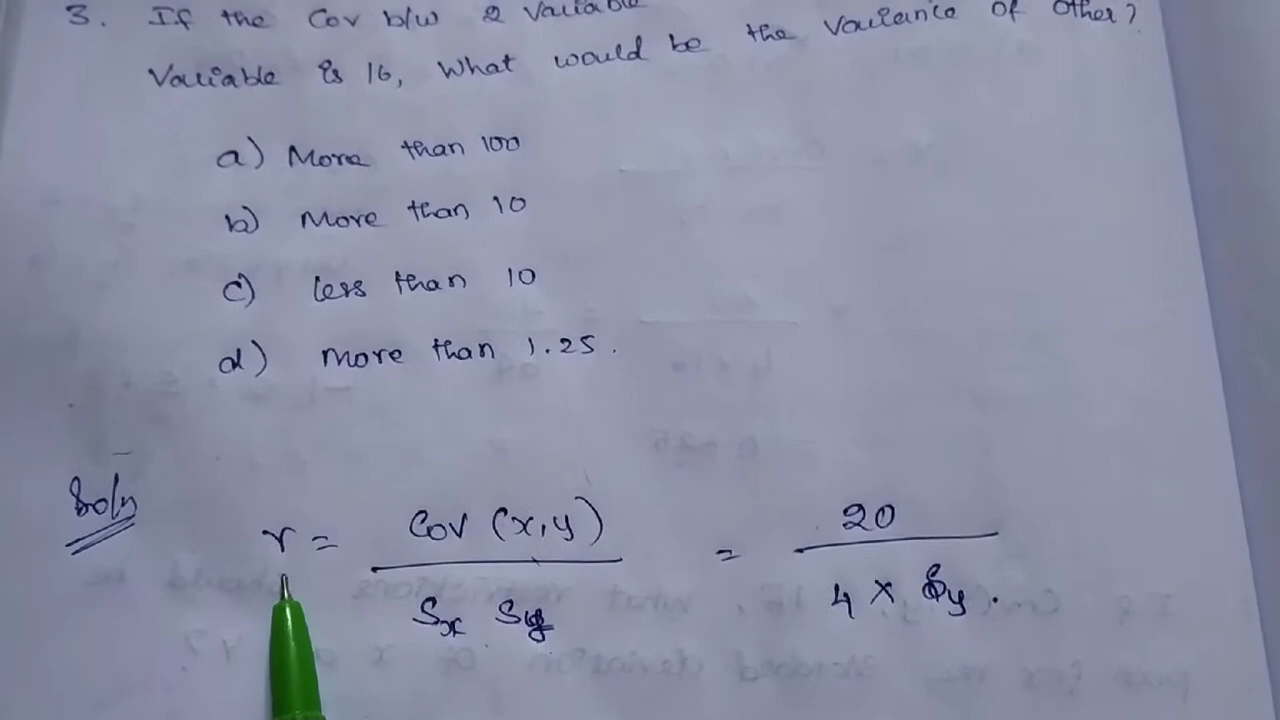 3. If the Cov b/w 2 Variable
Variable is 16, What would be the Variance of other?
a) More than 100
b) More than 10
c) less than 10
d) more than 1.25.
Soln
r = Cov (x,y) / Sx Sy = 20 / 4 × Sy.